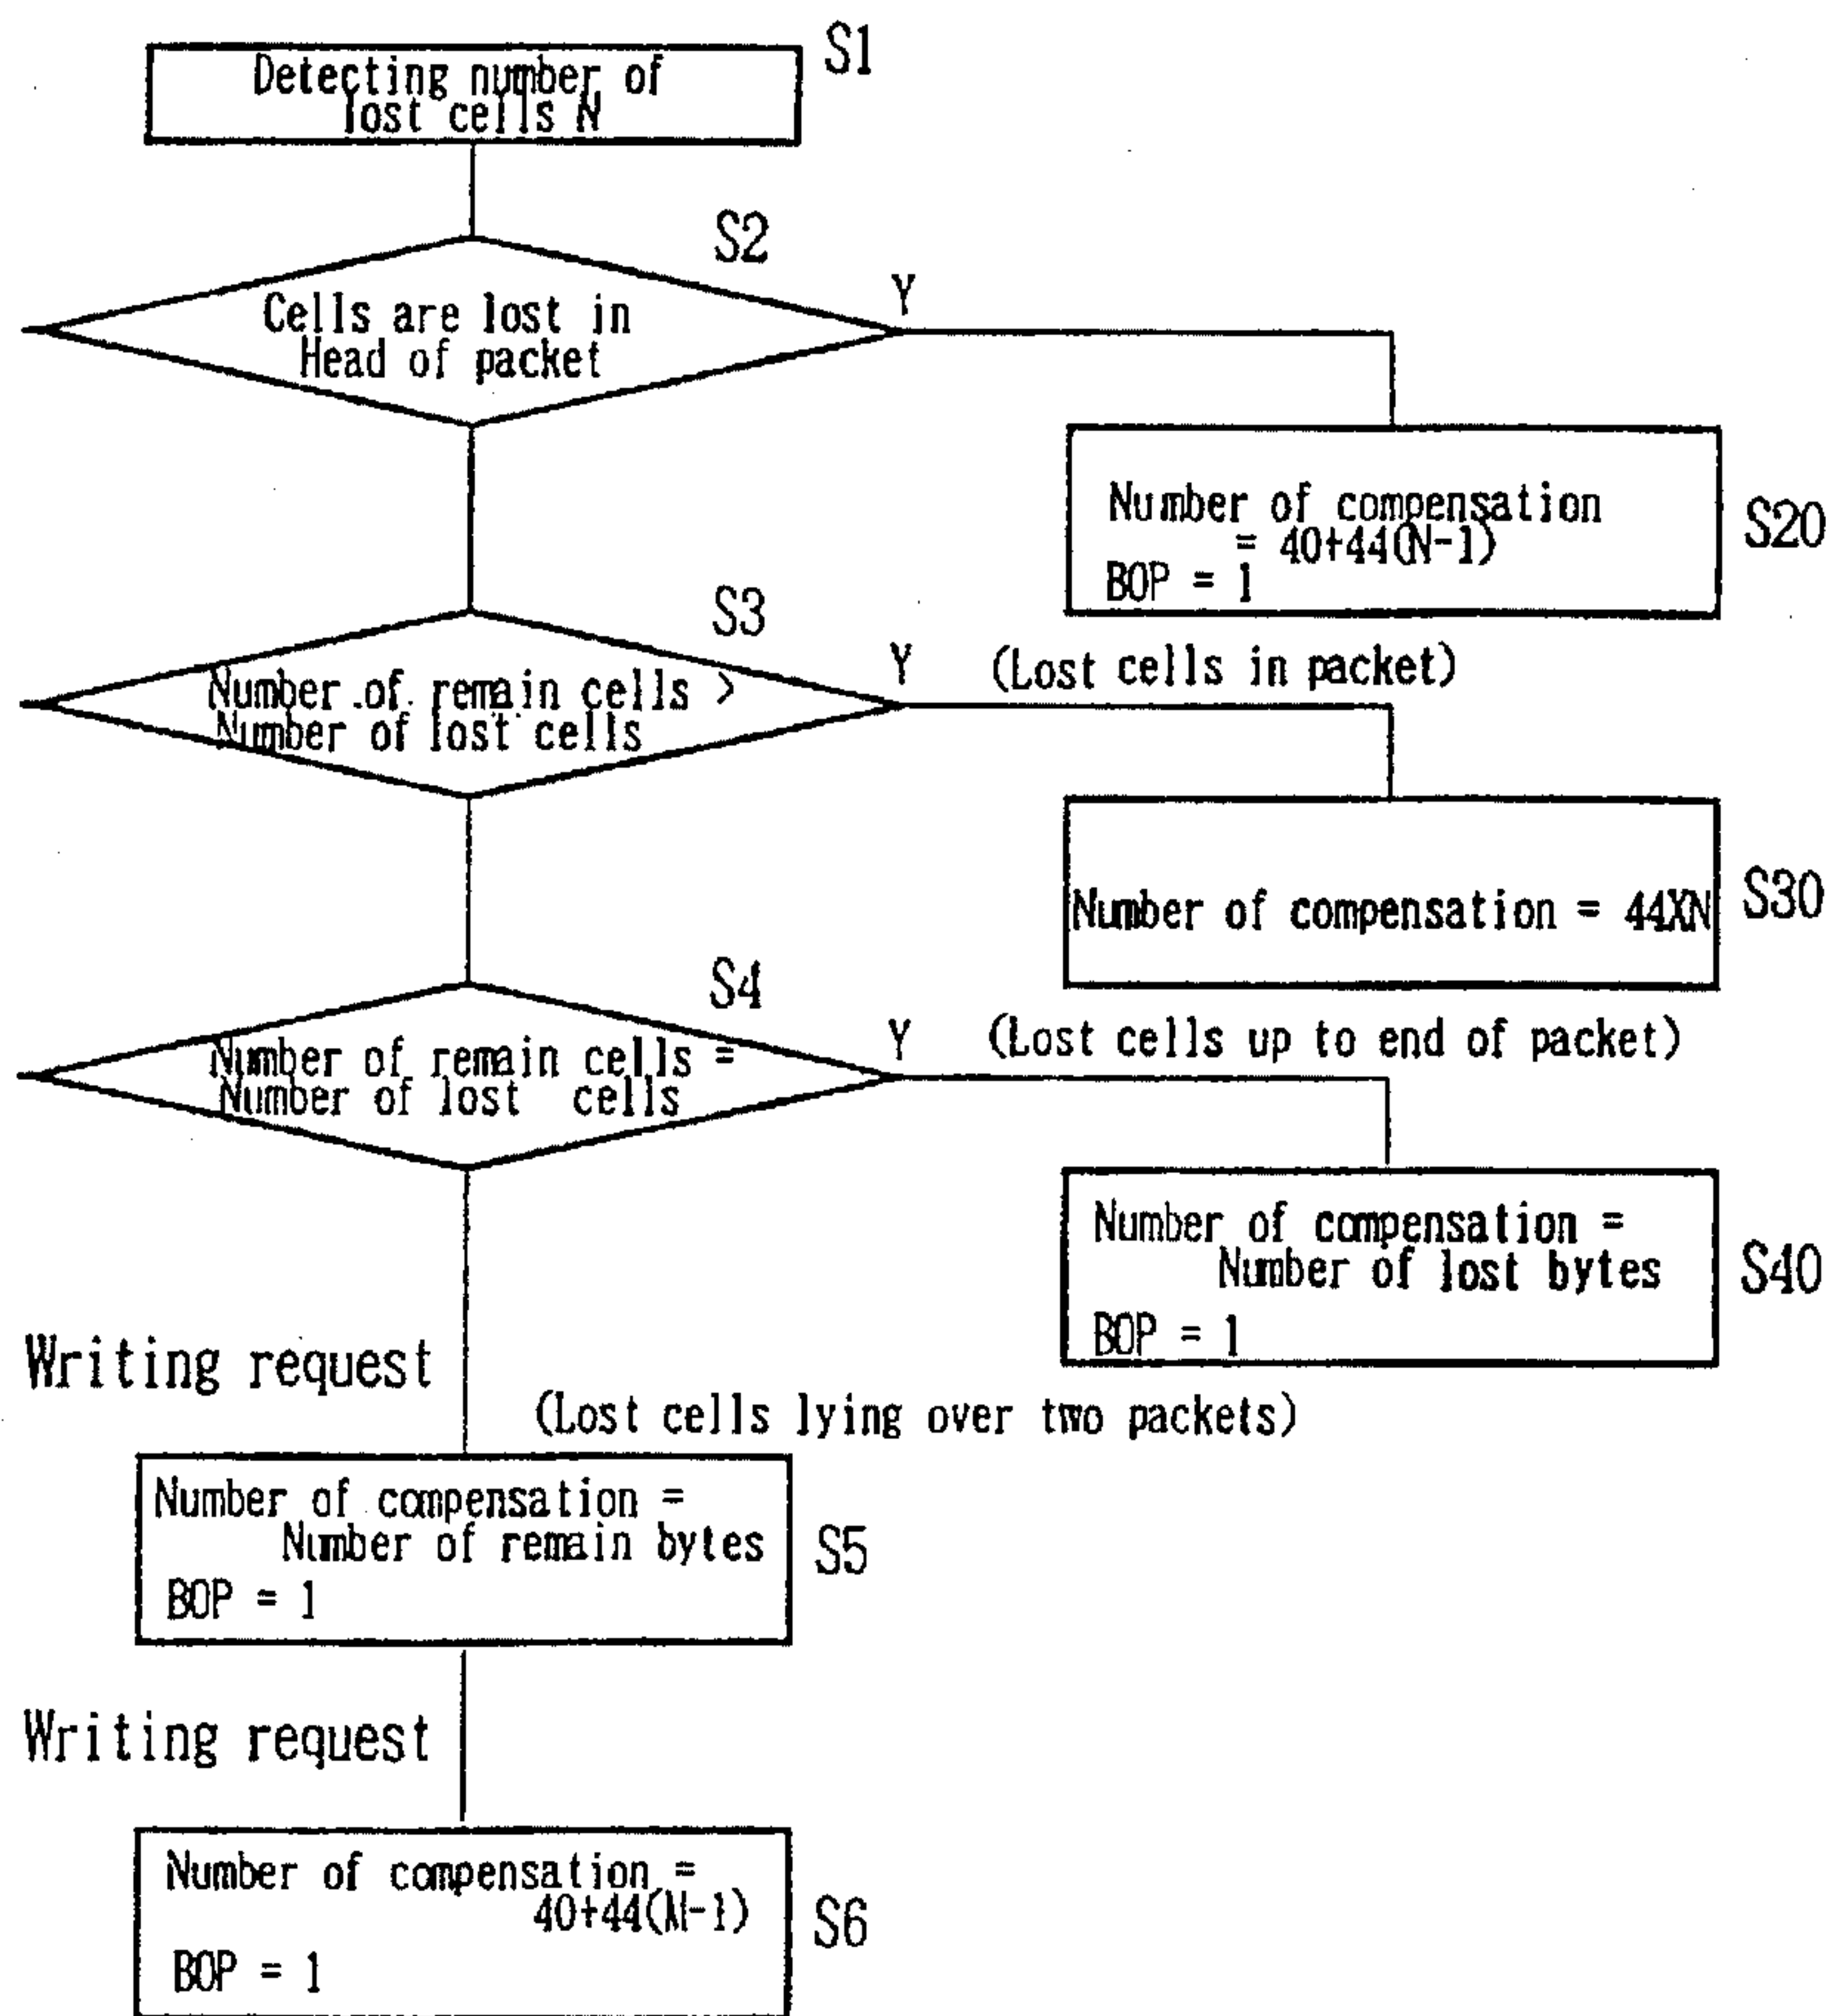 S1
Detecting number of
lost cells N
S2
Cells are lost in
Head of packet
Y
Number of compensation
= 40+44(N-1)
BOP = 1
S20
S3
Number of remain cells >
Number of lost cells
Y
(Lost cells in packet)
Number of compensation = 44XN
S30
S4
Number of remain cells =
Number of lost cells
Y
(Lost cells up to end of packet)
Number of compensation =
Number of lost bytes
BOP = 1
S40
Writing request
(Lost cells lying over two packets)
Number of compensation =
Number of remain bytes
BOP = 1
S5
Writing request
Number of compensation =
BOP = 1
S6